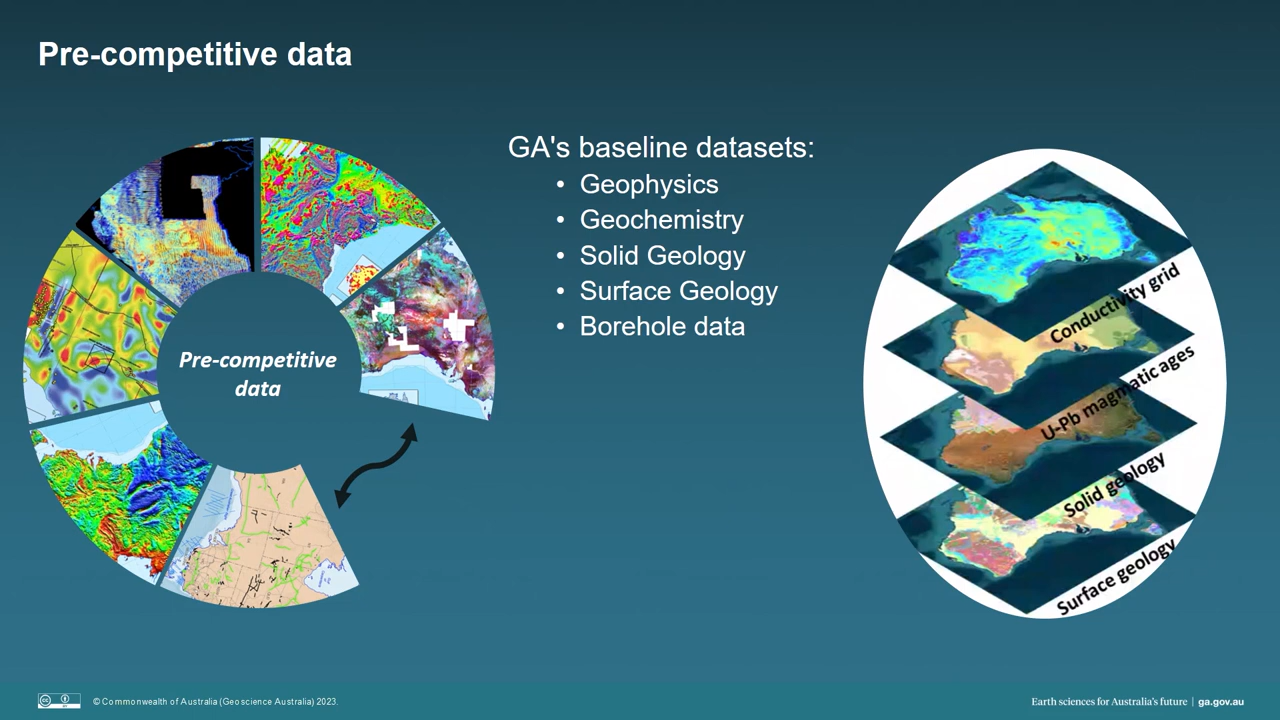 Pre-competitive data
GA's baseline datasets:
• Geophysics
• Geochemistry
• Solid Geology
• Surface Geology
• Borehole data
Pre-competitive
data
Conductivity grid
U-Pb magmatic ages
Solid geology
Surface geology
© Commonwealth of Australia (Geoscience Australia) 2023.
Earth sciences for Australia's future | ga.gov.au